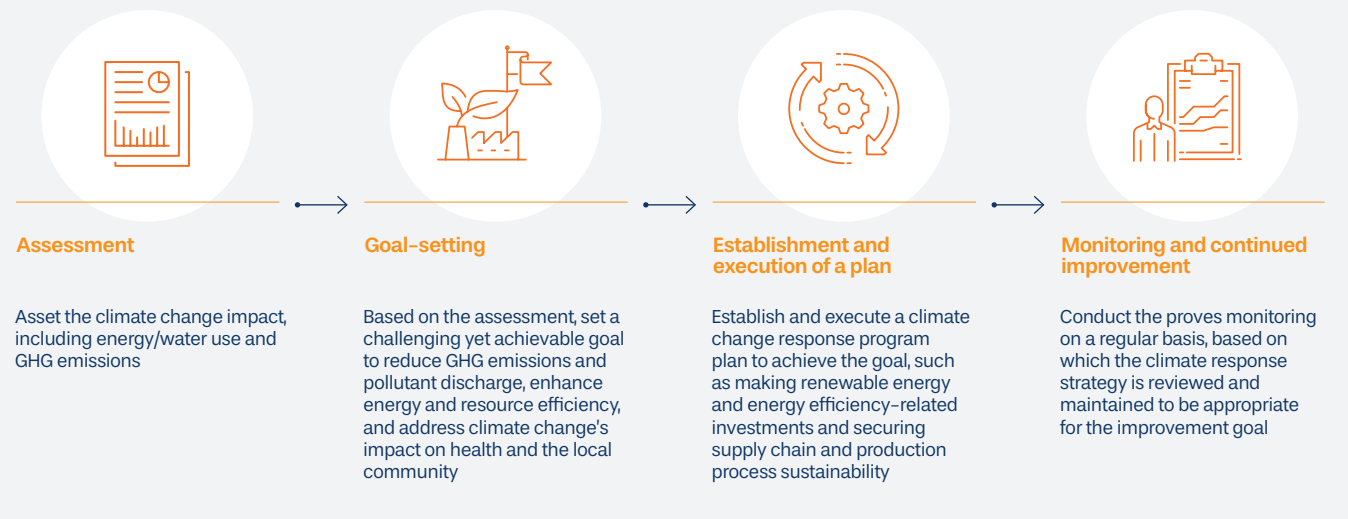 Assessment
Asset the climate change impact,
including energy/water use and
GHG emissions
Goal-setting
Based on the assessment, set a
challenging yet achievable goal
to reduce GHG emissions and
pollutant discharge, enhance
energy and resource efficiency,
and address climate change's
impact on health and the local
community
Establishment and
execution of a plan
Establish and execute a climate
change response program
plan to achieve the goal, such
as making renewable energy
and energy efficiency-related
investments and securing
supply chain and production
process sustainability
Monitoring and continued
improvement
Conduct the proves monitoring
on a regular basis, based on
which the climate response
strategy is reviewed and
maintained to be appropriate
for the improvement goal